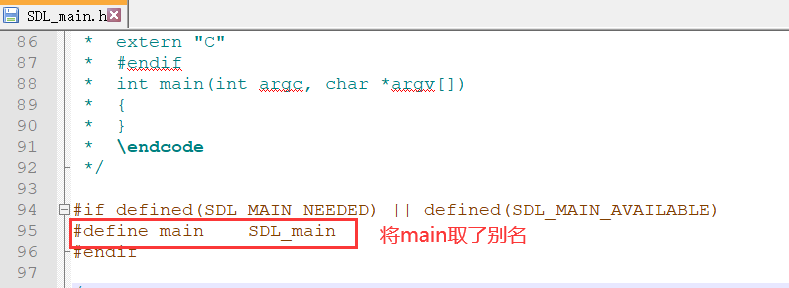 SDL_main.h
86 * extern "C"
87 * #endif
88 * int main(int argc, char *argv[])
89 * {
90 * }
91 * \endcode
92 */
93
94 #if defined(SDL_MAIN_NEEDED) || defined(SDL_MAIN_AVAILABLE)
95 #define main SDL_main 将main取了别名
96 #endif
97